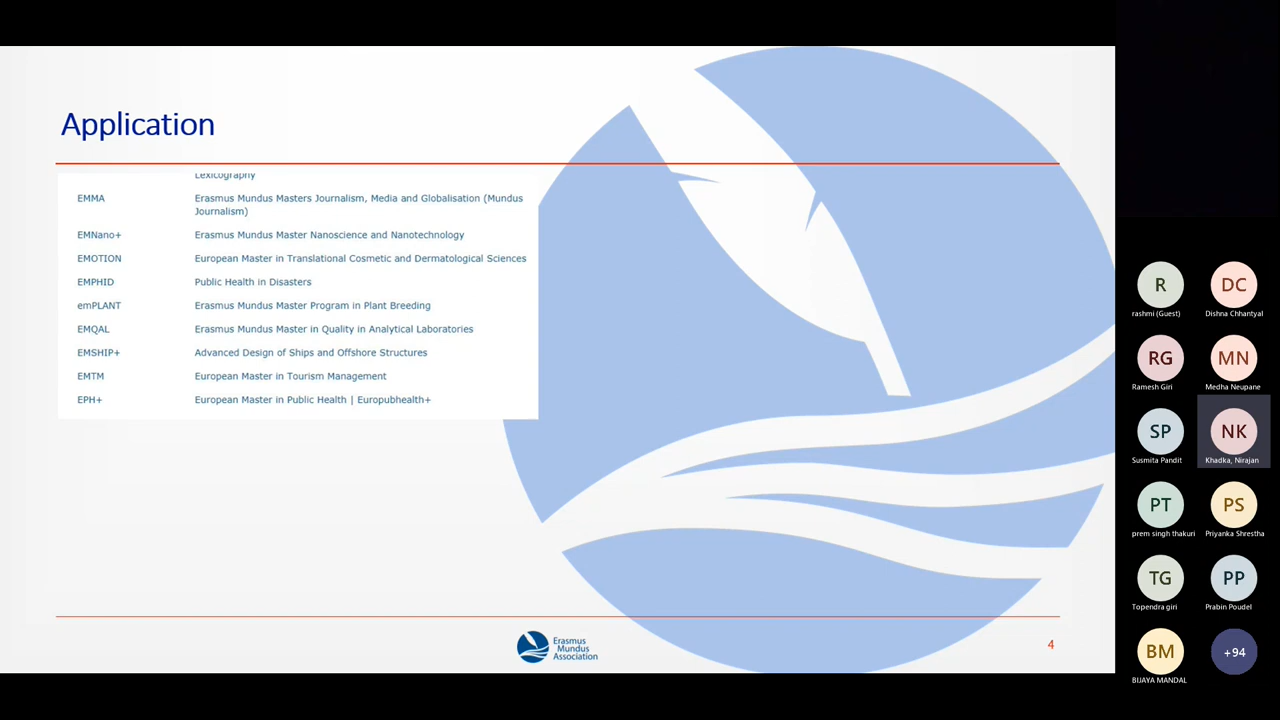 Application
Lexicography
EMMA Erasmus Mundus Masters Journalism, Media and Globalisation (Mundus
Journalism)
EMNano+ Erasmus Mundus Master Nanoscience and Nanotechnology
EMOTION European Master in Translational Cosmetic and Dermatological Sciences
EMPHID Public Health in Disasters
emPLANT Erasmus Mundus Master Program in Plant Breeding
EMQAL Erasmus Mundus Master in Quality in Analytical Laboratories
EMSHIP+ Advanced Design of Ships and Offshore Structures
EMTM European Master in Tourism Management
EPH+ European Master in Public Health | Europubhealth+
Erasmus
Mundus
Association
4
R DC
rashmi (Guest) Dishna Chhantyal
RG MN
Ramesh Giri Medha Neupane
SP NK
Susmita Pandit Khadka, Nirajan
PT PS
prem singh thakuri Priyanka Shrestha
TG PP
Topendra giri Prabin Poudel
BM +94
BIJAYA MANDAL